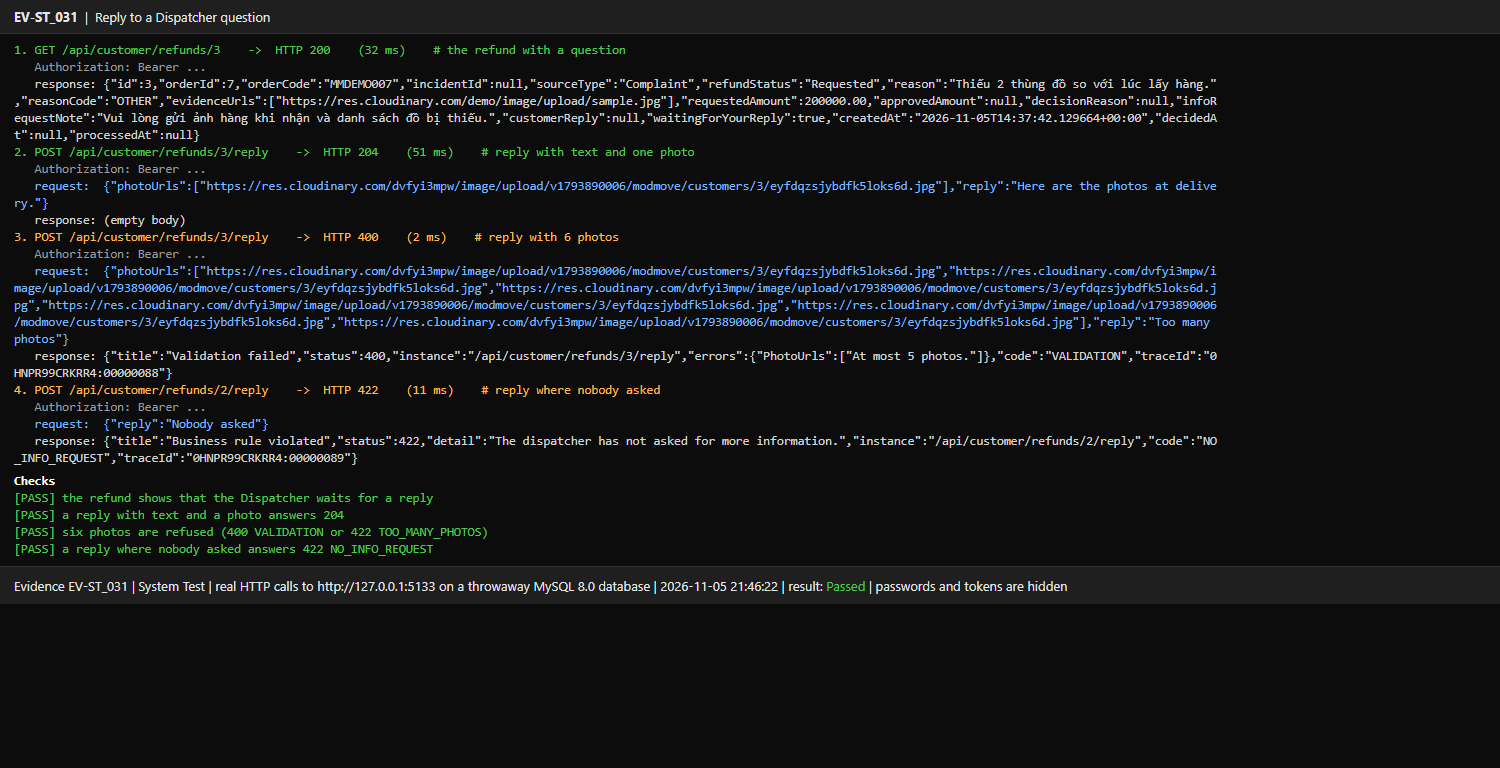 EV-ST_031 | Reply to a Dispatcher question
1. GET /api/customer/refunds/3    ->  HTTP 200    (32 ms)    # the refund with a question
Authorization: Bearer ...
response: {"id":3,"orderId":7,"orderCode":"MMDEMO007","incidentId":null,"sourceType":"Complaint","refundStatus":"Requested","reason":"Thiếu 2 thùng đồ so với lúc lấy hàng."
,"reasonCode":"OTHER","evidenceUrls":["https://res.cloudinary.com/demo/image/upload/sample.jpg"],"requestedAmount":200000.00,"approvedAmount":null,"decisionReason":null,"infoR
equestNote":"Vui lòng gửi ảnh hàng khi nhận và danh sách đồ bị thiếu.","customerReply":null,"waitingForYourReply":true,"createdAt":"2026-11-05T14:37:42.129664+00:00","decidedA
t":null,"processedAt":null}
2. POST /api/customer/refunds/3/reply    ->  HTTP 204    (51 ms)    # reply with text and one photo
Authorization: Bearer ...
request:  {"photoUrls":["https://res.cloudinary.com/dvfyi3mpw/image/upload/v1793890006/modmove/customers/3/eyfdqzsjybdfk5loks6d.jpg"],"reply":"Here are the photos at delive
ry."}
response: (empty body)
3. POST /api/customer/refunds/3/reply    ->  HTTP 400    (2 ms)    # reply with 6 photos
Authorization: Bearer ...
request:  {"photoUrls":["https://res.cloudinary.com/dvfyi3mpw/image/upload/v1793890006/modmove/customers/3/eyfdqzsjybdfk5loks6d.jpg","https://res.cloudinary.com/dvfyi3mpw/i
mage/upload/v1793890006/modmove/customers/3/eyfdqzsjybdfk5loks6d.jpg","https://res.cloudinary.com/dvfyi3mpw/image/upload/v1793890006/modmove/customers/3/eyfdqzsjybdfk5loks6d.j
pg","https://res.cloudinary.com/dvfyi3mpw/image/upload/v1793890006/modmove/customers/3/eyfdqzsjybdfk5loks6d.jpg","https://res.cloudinary.com/dvfyi3mpw/image/upload/v1793890006
/modmove/customers/3/eyfdqzsjybdfk5loks6d.jpg","https://res.cloudinary.com/dvfyi3mpw/image/upload/v1793890006/modmove/customers/3/eyfdqzsjybdfk5loks6d.jpg"],"reply":"Too many
photos"}
response: {"title":"Validation failed","status":400,"instance":"/api/customer/refunds/3/reply","errors":{"PhotoUrls":["At most 5 photos."]},"code":"VALIDATION","traceId":"0
HNPR99CRKRR4:00000088"}
4. POST /api/customer/refunds/2/reply    ->  HTTP 422    (11 ms)    # reply where nobody asked
Authorization: Bearer ...
request:  {"reply":"Nobody asked"}
response: {"title":"Business rule violated","status":422,"detail":"The dispatcher has not asked for more information.","instance":"/api/customer/refunds/2/reply","code":"NO
_INFO_REQUEST","traceId":"0HNPR99CRKRR4:00000089"}
Checks
[PASS] the refund shows that the Dispatcher waits for a reply
[PASS] a reply with text and a photo answers 204
[PASS] six photos are refused (400 VALIDATION or 422 TOO_MANY_PHOTOS)
[PASS] a reply where nobody asked answers 422 NO_INFO_REQUEST
Evidence EV-ST_031 | System Test | real HTTP calls to http://127.0.0.1:5133 on a throwaway MySQL 8.0 database | 2026-11-05 21:46:22 | result: Passed | passwords and tokens are hidden